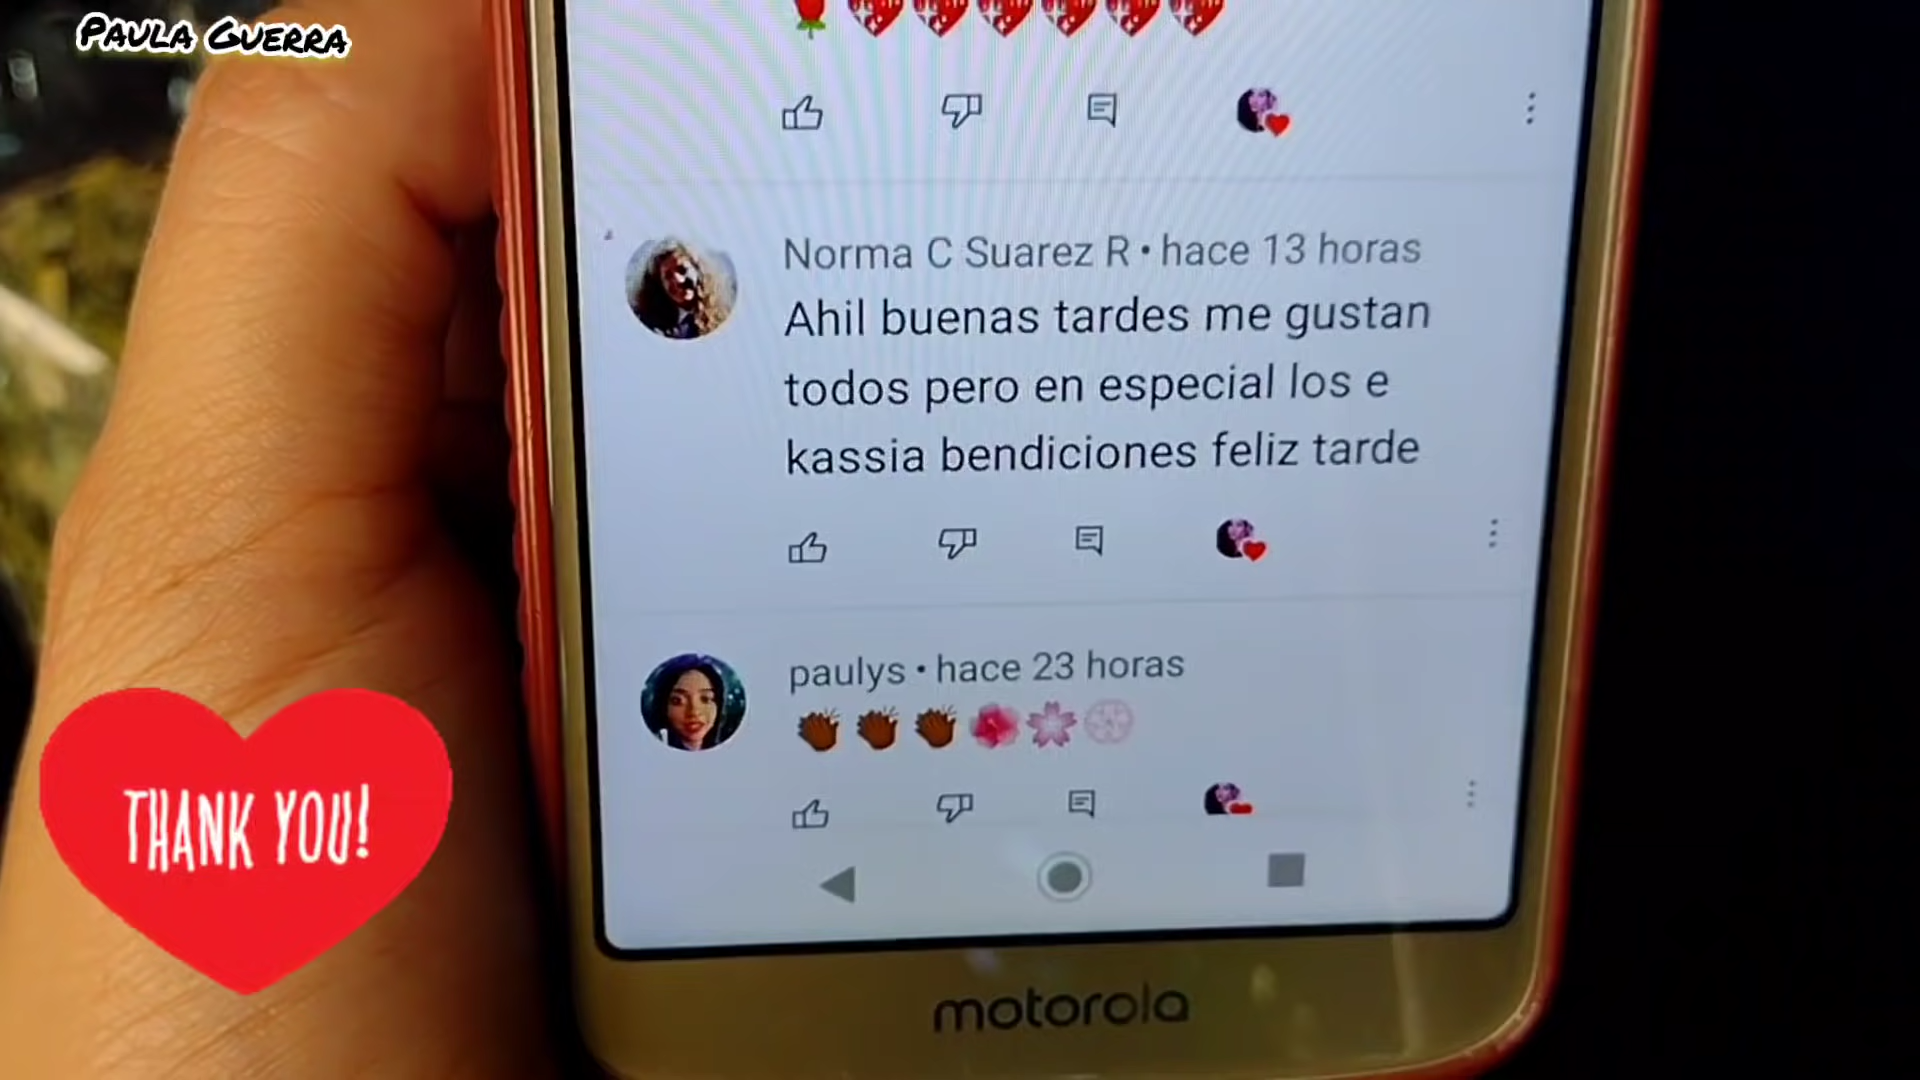 PAULA GUERRA
Norma C Suarez R • hace 13 horas
Ahil buenas tardes me gustan
todos pero en especial los e
kassia bendiciones feliz tarde
paulys • hace 23 horas
👏🏾👏🏾👏🏾🌺🌸💮
THANK YOU!
motorola